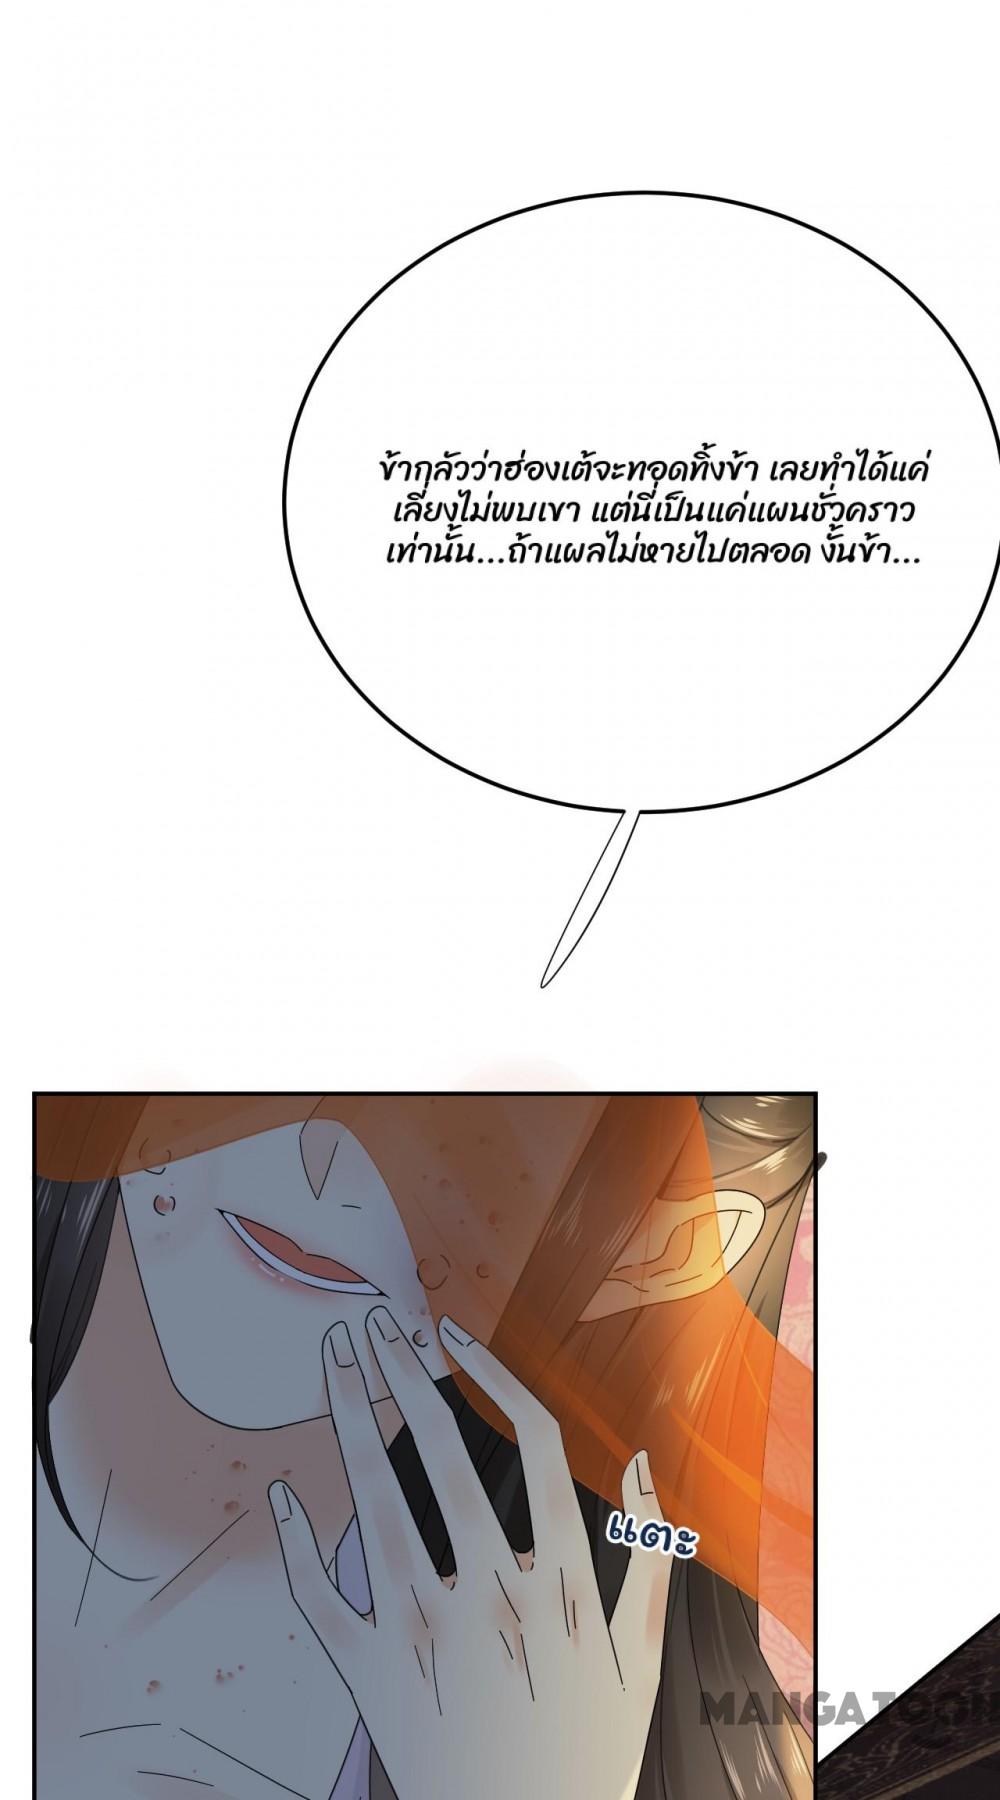 ข้ากลัวว่าฮ่องเต้จะทอดทิ้งข้า เลยทำได้แค่
เลี่ยงไม่พบเขา แต่นี่เป็นแค่แผนชั่วคราว
เท่านั้น...ถ้าแผลไม่หายไปตลอด งั้นข้า...
แตะ
MANGATOON